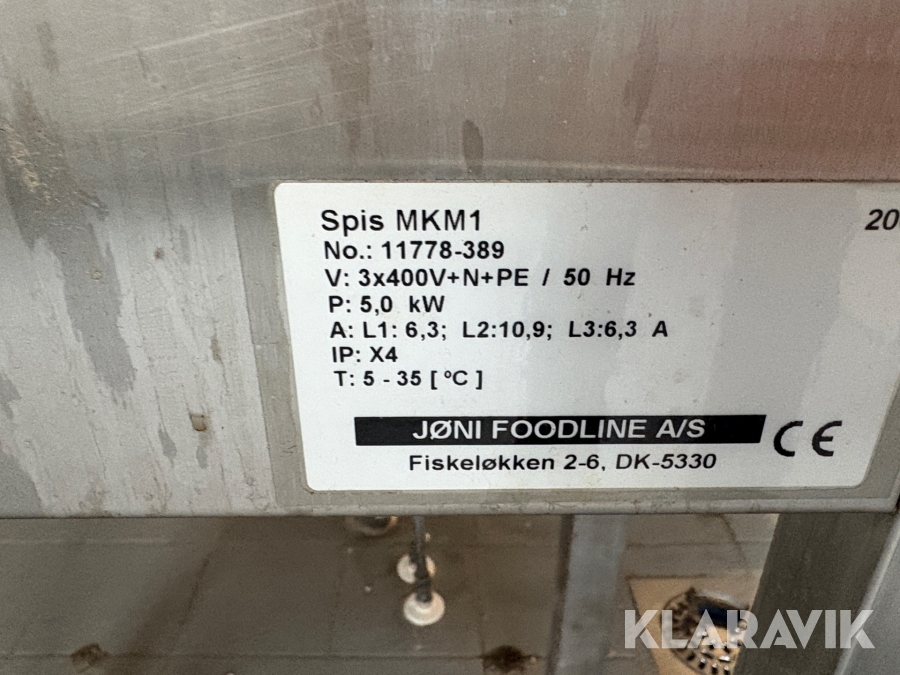 Spis MKM1
No.: 11778-389
V: 3x400V+N+PE / 50 Hz
P: 5,0 kW
A: L1: 6,3; L2:10,9; L3:6,3 A
IP: X4
T: 5 - 35 [ ºC ]
JØNI FOODLINE A/S
CE
Fiskeløkken 2-6, DK-5330
KLARAVIK